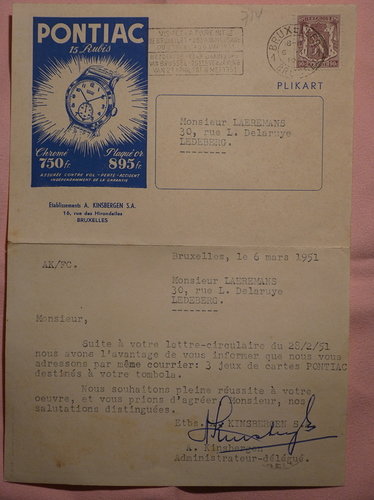 PONTIAC
15 Rubis
Chromé
750 fr.
Plaqué or
895 fr.
ASSURÉE CONTRE VOL - PERTE - ACCIDENT
INDÉPENDAMMENT DE LA GARANTIE
Etablissements A. KINSBERGEN S.A.
16, rue des Hirondelles
BRUXELLES
BRUXELLES
PLIKART
Monsieur LAEREMANS
30, rue L. Delaruye
LEDEBERG.
Bruxelles, le 6 mars 1951
AK/FC.
Monsieur LAEREMANS
30, rue L. Delaruye
LEDEBERG.
Monsieur,
Suite à votre lettre-circulaire du 28/2/51
nous avons l'avantage de vous informer que nous vous
adressons par même courrier: 3 jeux de cartes PONTIAC
destinés à votre tombola.
Nous souhaitons pleine réussite à votre
oeuvre, et vous prions d'agréer, Monsieur, nos
salutations distinguées.
Etbs. A. KINSBERGEN S.A.
A. Kinsbergen
Administrateur-délégué.